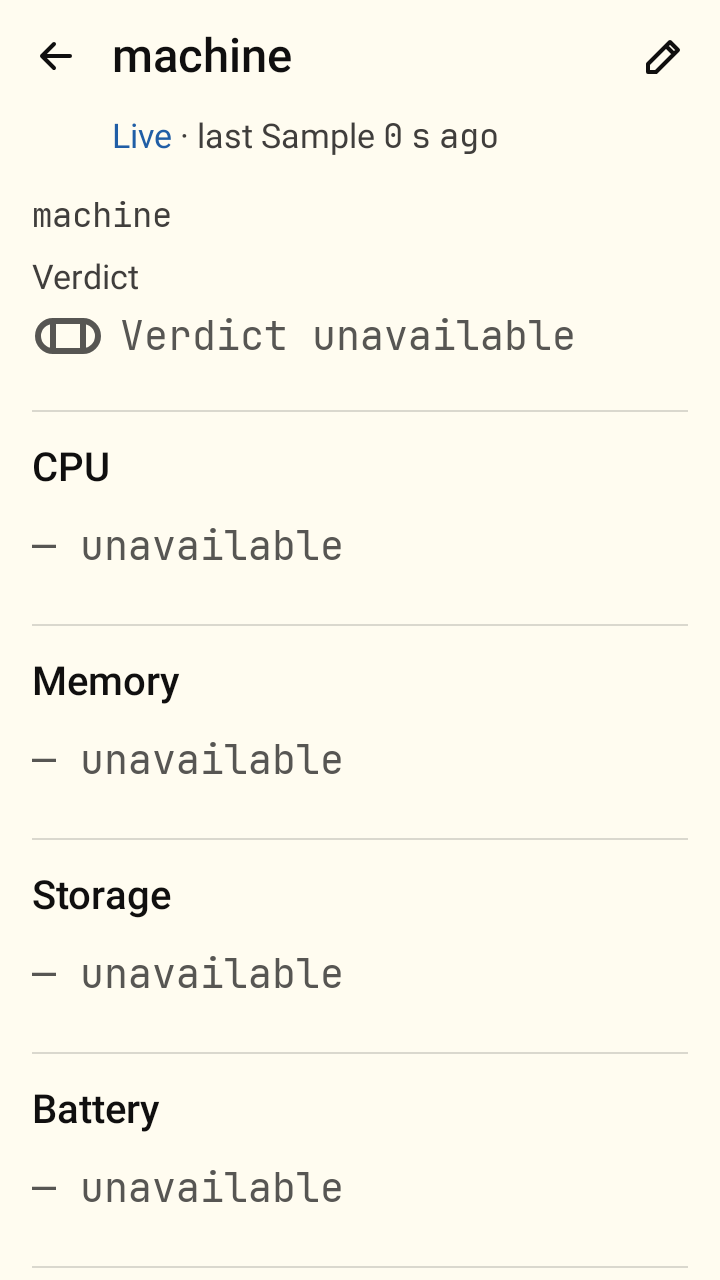 machine
Live · last Sample 0 s ago
machine
Verdict
Verdict unavailable
CPU
— unavailable
Memory
— unavailable
Storage
— unavailable
Battery
— unavailable